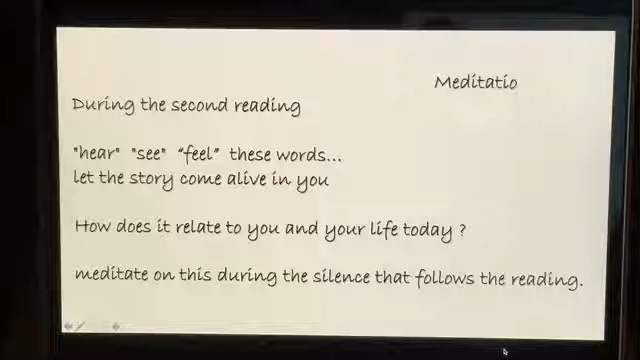 Meditatio
During the second reading
"hear" "see" "feel" these words...
let the story come alive in you
How does it relate to you and your life today ?
meditate on this during the silence that follows the reading.